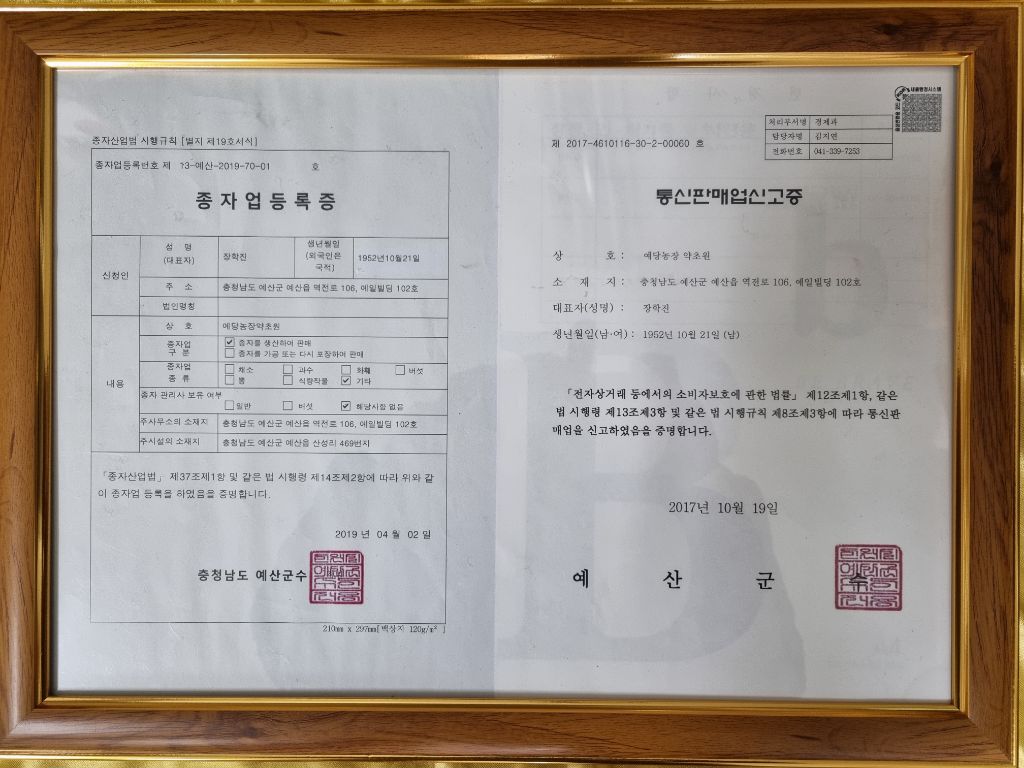 종자산업법 시행규칙 [별지 제19호서식]
종자업등록번호 제 13-예산-2019-70-01 호
종자업등록증
신청인
성 명
(대표자)
장학진
생년월일
(외국인은
국적)
1952년10월21일
주 소
충청남도 예산군 예산읍 역전로 106, 에일빌딩 102호
법인명칭
내용
상 호
예당농장약초원
종자업
구 분
☑ 종자를 생산하여 판매
☐ 종자를 가공 또는 다시 포장하여 판매
종자업
종 류
☐ 채소 ☐ 과수 ☐ 화훼 ☐ 버섯
☐ 뽕 ☐ 식량작물 ☑ 기타
종자 관리사 보유 여부
☐ 일반 ☐ 버섯 ☑ 해당사항 없음
주사무소의 소재지
충청남도 예산군 예산읍 역전로 106, 에일빌딩 102호
주시설의 소재지
충청남도 예산군 예산읍 산성리 469번지
「종자산업법」 제37조제1항 및 같은 법 시행령 제14조제2항에 따라 위와 같
이 종자업 등록을 하였음을 증명합니다.
2019 년 04 월 02 일
충청남도 예산군수
210mm x 297mm[백상지 120g/m²]
새올행정시스템
처리부서명 경제과
담당자명 김지연
전화번호 041-339-7253
제 2017-4610116-30-2-00060 호
통신판매업신고증
상 호 : 예당농장 약초원
소 재 지 : 충청남도 예산군 예산읍 역전로 106, 에일빌딩 102호
대표자(성명) : 장학진
생년월일(남·여) : 1952년 10월 21일 (남)
「전자상거래 등에서의 소비자보호에 관한 법률」 제12조제1항, 같은
법 시행령 제13조제3항 및 같은 법 시행규칙 제8조제3항에 따라 통신판
매업을 신고하였음을 증명합니다.
2017년 10월 19일
예 산 군 수